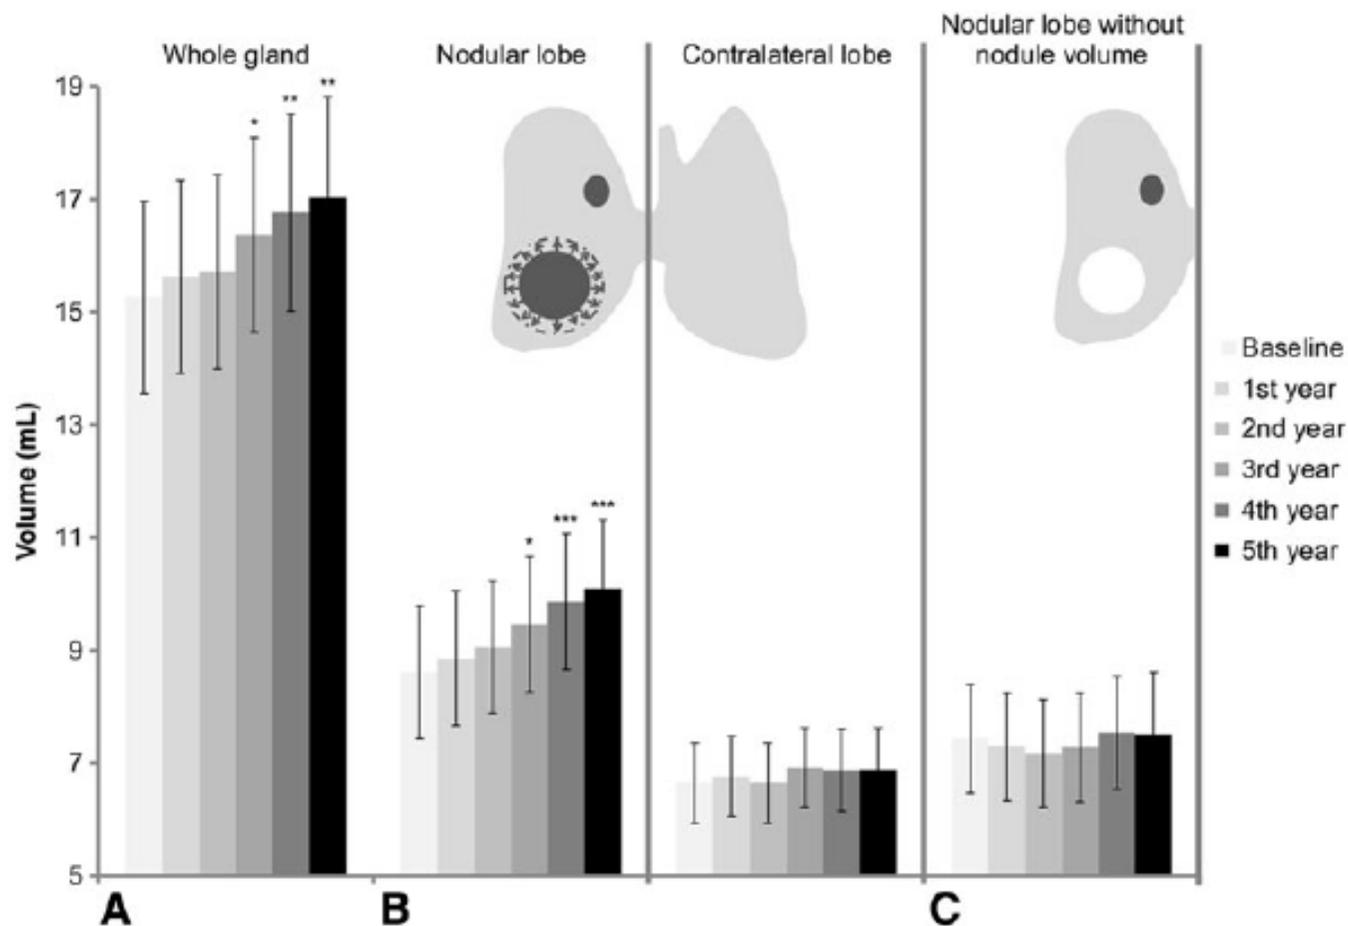 Whole gland
Nodular lobe
Contralateral lobe
Nodular lobe without
nodule volume
19
17
15
13
11
9
7
5
Volume (mL)
*
**
**
*
***
***
Baseline
1st year
2nd year
3rd year
4th year
5th year
A
B
C